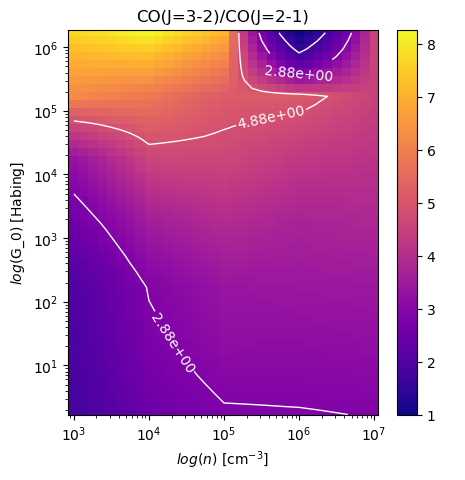 CO(J=3-2)/CO(J=2-1)
10^6
10^5
10^4
10^3
10^2
10^1
log(G_0) [Habing]
2.88e+00
4.88e+00
2.88e+00
10^3 10^4 10^5 10^6 10^7
log(n) [cm^−3]
8
7
6
5
4
3
2
1